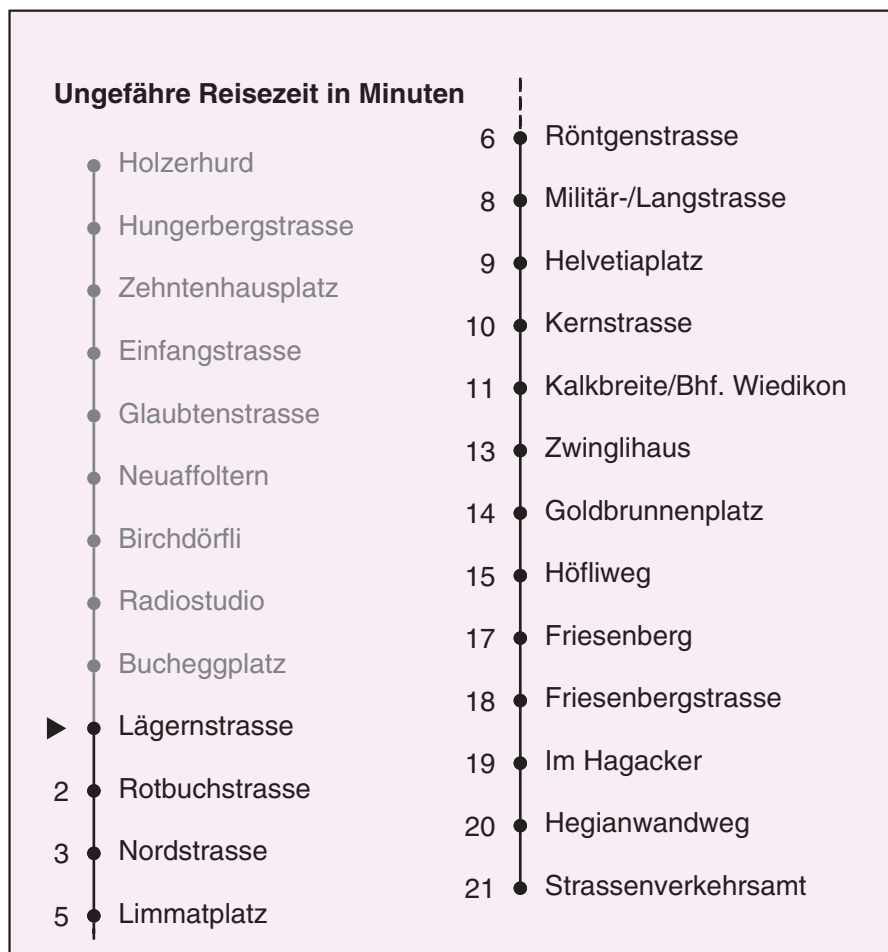 Ungefähre Reisezeit in Minuten
Holzerhurd
Hungerbergstrasse
Zehntenhausplatz
Einfangstrasse
Glaubtenstrasse
Neuaffoltern
Birchdörfli
Radiostudio
Bucheggplatz
Lägernstrasse
2 Rotbuchstrasse
3 Nordstrasse
5 Limmatplatz
6 Röntgenstrasse
8 Militär-/Langstrasse
9 Helvetiaplatz
10 Kernstrasse
11 Kalkbreite/Bhf. Wiedikon
13 Zwinglihaus
14 Goldbrunnenplatz
15 Höfliweg
17 Friesenberg
18 Friesenbergstrasse
19 Im Hagacker
20 Hegianwandweg
21 Strassenverkehrsamt